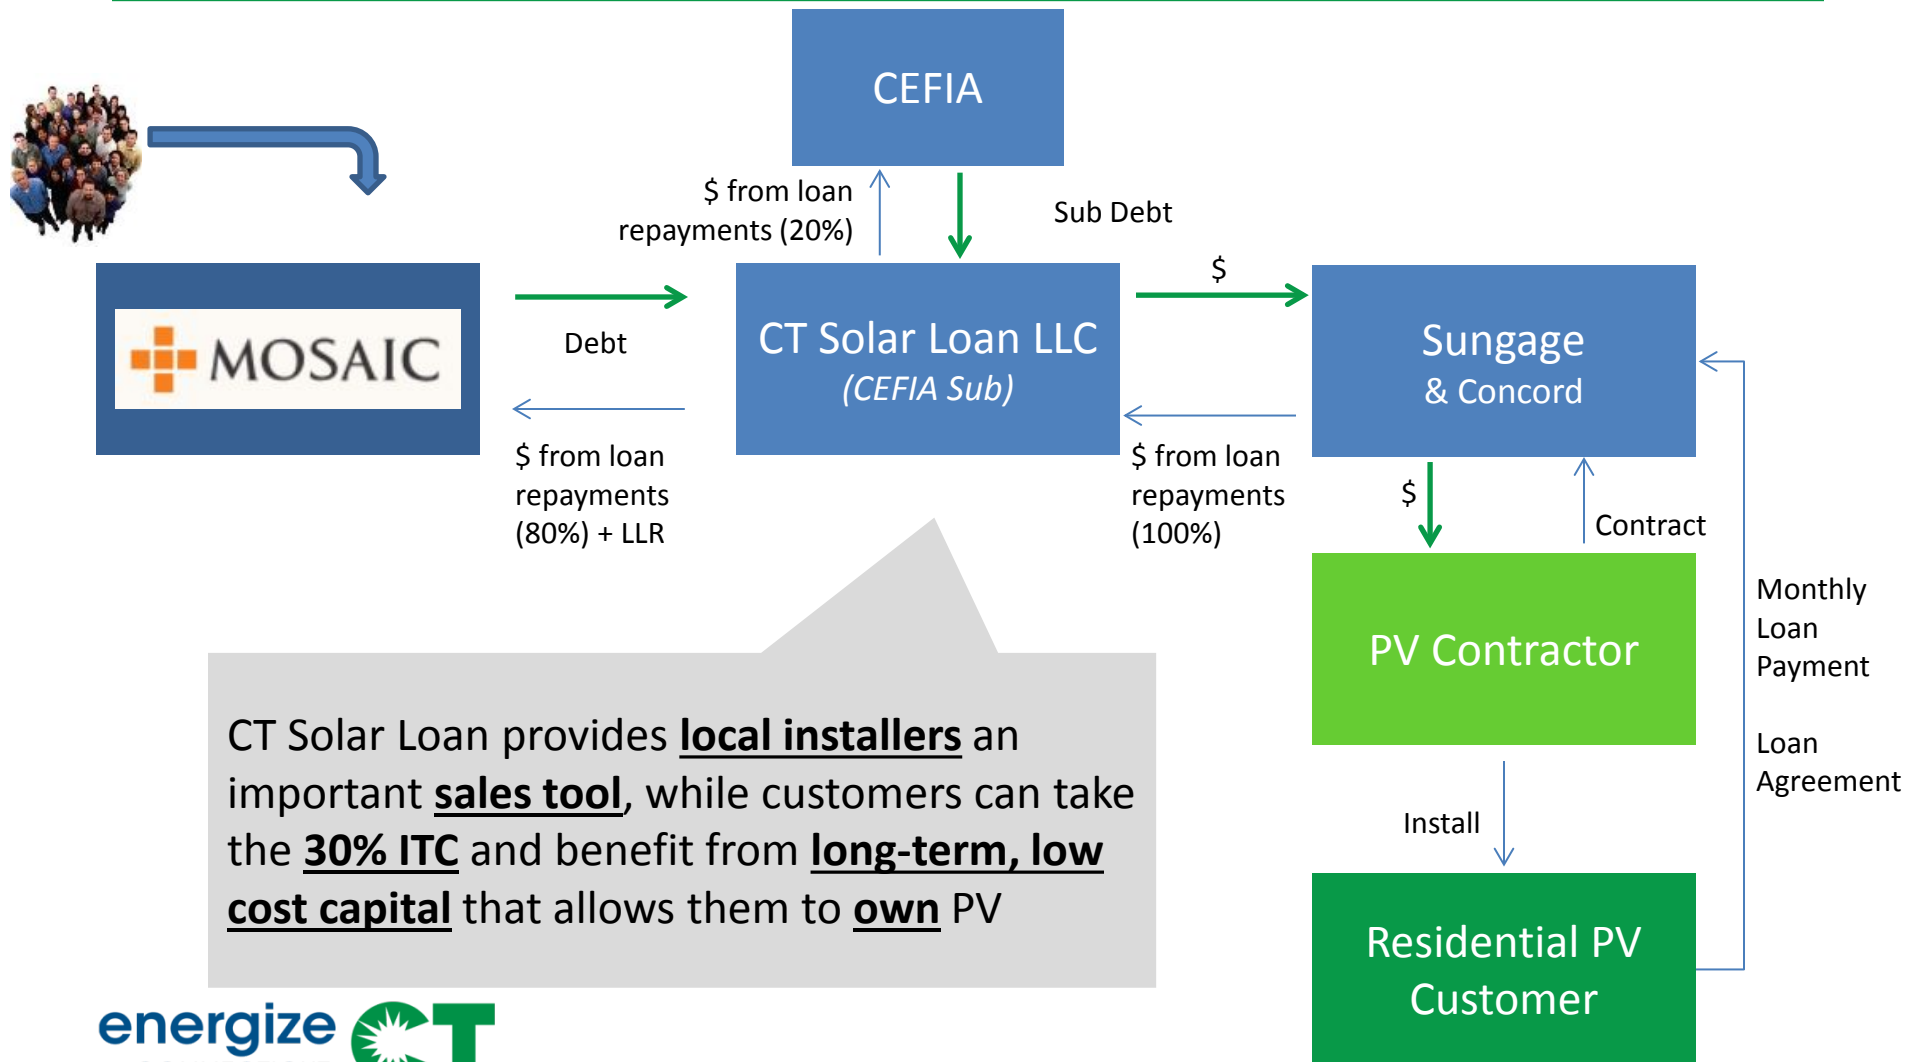 CEFIA
$ from loan
repayments (20%)
Sub Debt
MOSAIC
Debt
CT Solar Loan LLC
(CEFIA Sub)
$
Sungage
& Concord
$ from loan
repayments
(80%) + LLR
$ from loan
repayments
(100%)
$
Contract
PV Contractor
Monthly
Loan
Payment
Loan
Agreement
Install
Residential PV
Customer
CT Solar Loan provides local installers an
important sales tool, while customers can take
the 30% ITC and benefit from long-term, low
cost capital that allows them to own PV
energize CT